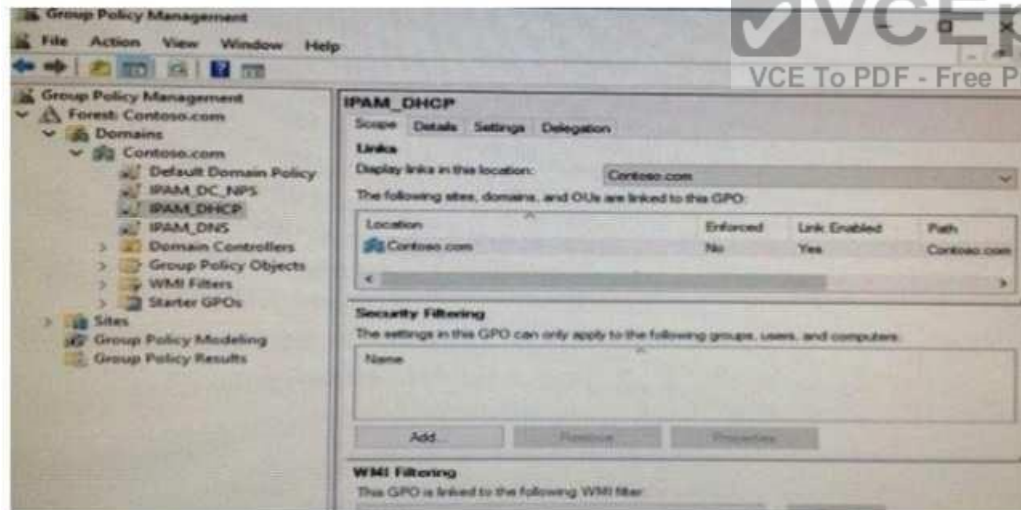 Group Policy Management
VCE
VCE To PDF - Free P
File Action View Window Help
Group Policy Management
Forest: Contoso.com
Domains
Contoso.com
Default Domain Policy
IPAM_DC_NPS
IPAM_DHCP
IPAM_DNS
Domain Controllers
Group Policy Objects
WMI Filters
Starter GPOs
Sites
Group Policy Modeling
Group Policy Results
IPAM_DHCP
Scope Details Settings Delegation
Links
Display links in this location: Contoso.com
The following sites, domains, and OUs are linked to this GPO:
Location Enforced Link Enabled Path
Contoso.com No Yes Contoso.com
Security Filtering
The settings in this GPO can only apply to the following groups, users, and computers:
Name
Add... Remove Properties
WMI Filtering
This GPO is linked to the following WMI filter: